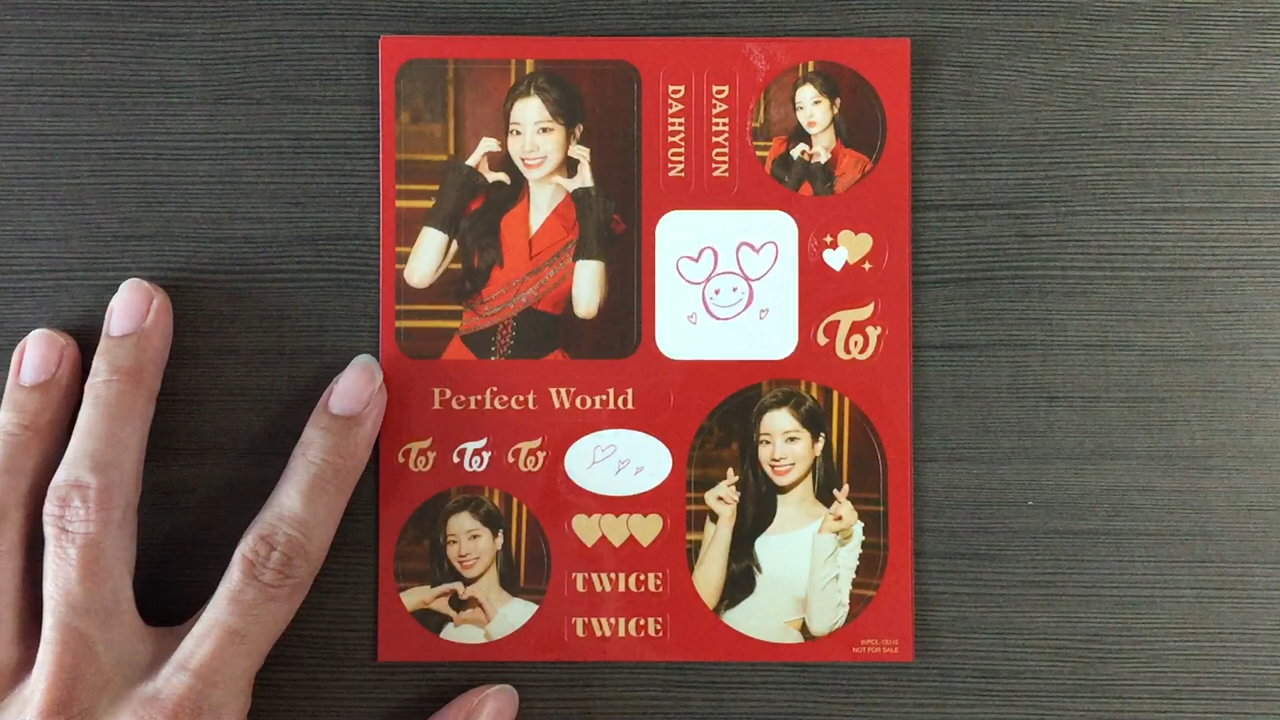 DAHYUN
DAHYUN
Perfect World
TWICE
TWICE
NOT FOR SALE